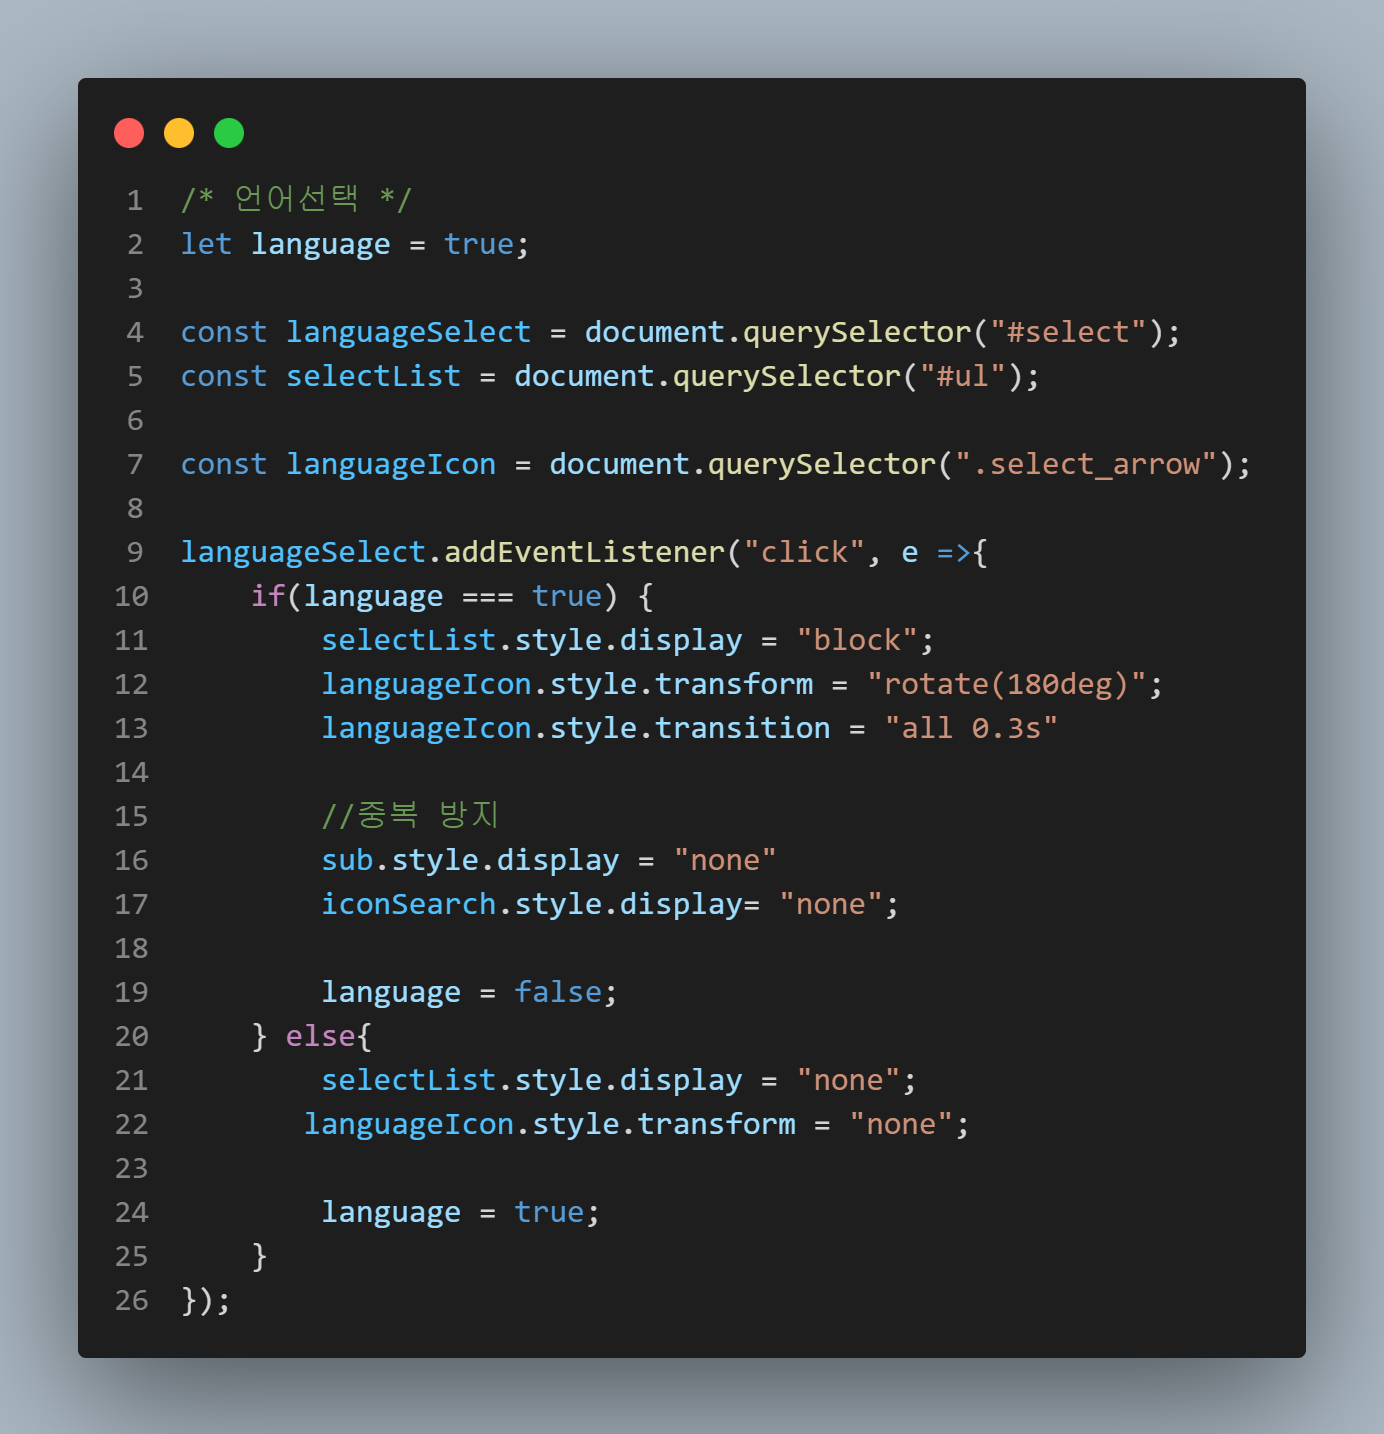 1 /* 언어선택 */
2 let language = true;
3
4 const languageSelect = document.querySelector("#select");
5 const selectList = document.querySelector("#ul");
6
7 const languageIcon = document.querySelector(".select_arrow");
8
9 languageSelect.addEventListener("click", e =>{
10     if(language === true) {
11         selectList.style.display = "block";
12         languageIcon.style.transform = "rotate(180deg)";
13         languageIcon.style.transition = "all 0.3s"
14
15         //중복 방지
16         sub.style.display = "none"
17         iconSearch.style.display= "none";
18
19         language = false;
20     } else{
21         selectList.style.display = "none";
22        languageIcon.style.transform = "none";
23
24         language = true;
25     }
26 });